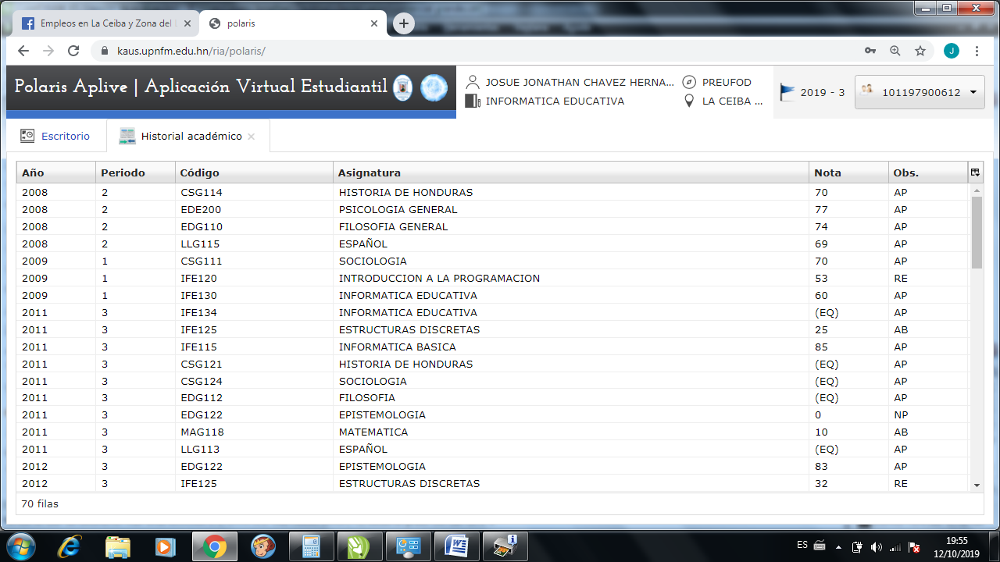 Empleos en La Ceiba y Zona del
polaris
kaus.upnfm.edu.hn/ria/polaris/
J
Polaris Aplive | Aplicación Virtual Estudiantil
JOSUE JONATHAN CHAVEZ HERNA... PREUFOD
INFORMATICA EDUCATIVA LA CEIBA ...
2019 - 3
101197900612
Escritorio
Historial académico
Año Periodo Código Asignatura Nota Obs.
2008 2 CSG114 HISTORIA DE HONDURAS 70 AP
2008 2 EDE200 PSICOLOGIA GENERAL 77 AP
2008 2 EDG110 FILOSOFIA GENERAL 74 AP
2008 2 LLG115 ESPAÑOL 69 AP
2009 1 CSG111 SOCIOLOGIA 70 AP
2009 1 IFE120 INTRODUCCION A LA PROGRAMACION 53 RE
2009 1 IFE130 INFORMATICA EDUCATIVA 60 AP
2011 3 IFE134 INFORMATICA EDUCATIVA (EQ) AP
2011 3 IFE125 ESTRUCTURAS DISCRETAS 25 AB
2011 3 IFE115 INFORMATICA BASICA 85 AP
2011 3 CSG121 HISTORIA DE HONDURAS (EQ) AP
2011 3 CSG124 SOCIOLOGIA (EQ) AP
2011 3 EDG112 FILOSOFIA (EQ) AP
2011 3 EDG122 EPISTEMOLOGIA 0 NP
2011 3 MAG118 MATEMATICA 10 AB
2011 3 LLG113 ESPAÑOL (EQ) AP
2012 3 EDG122 EPISTEMOLOGIA 83 AP
2012 3 IFE125 ESTRUCTURAS DISCRETAS 32 RE
70 filas
ES
19:55
12/10/2019